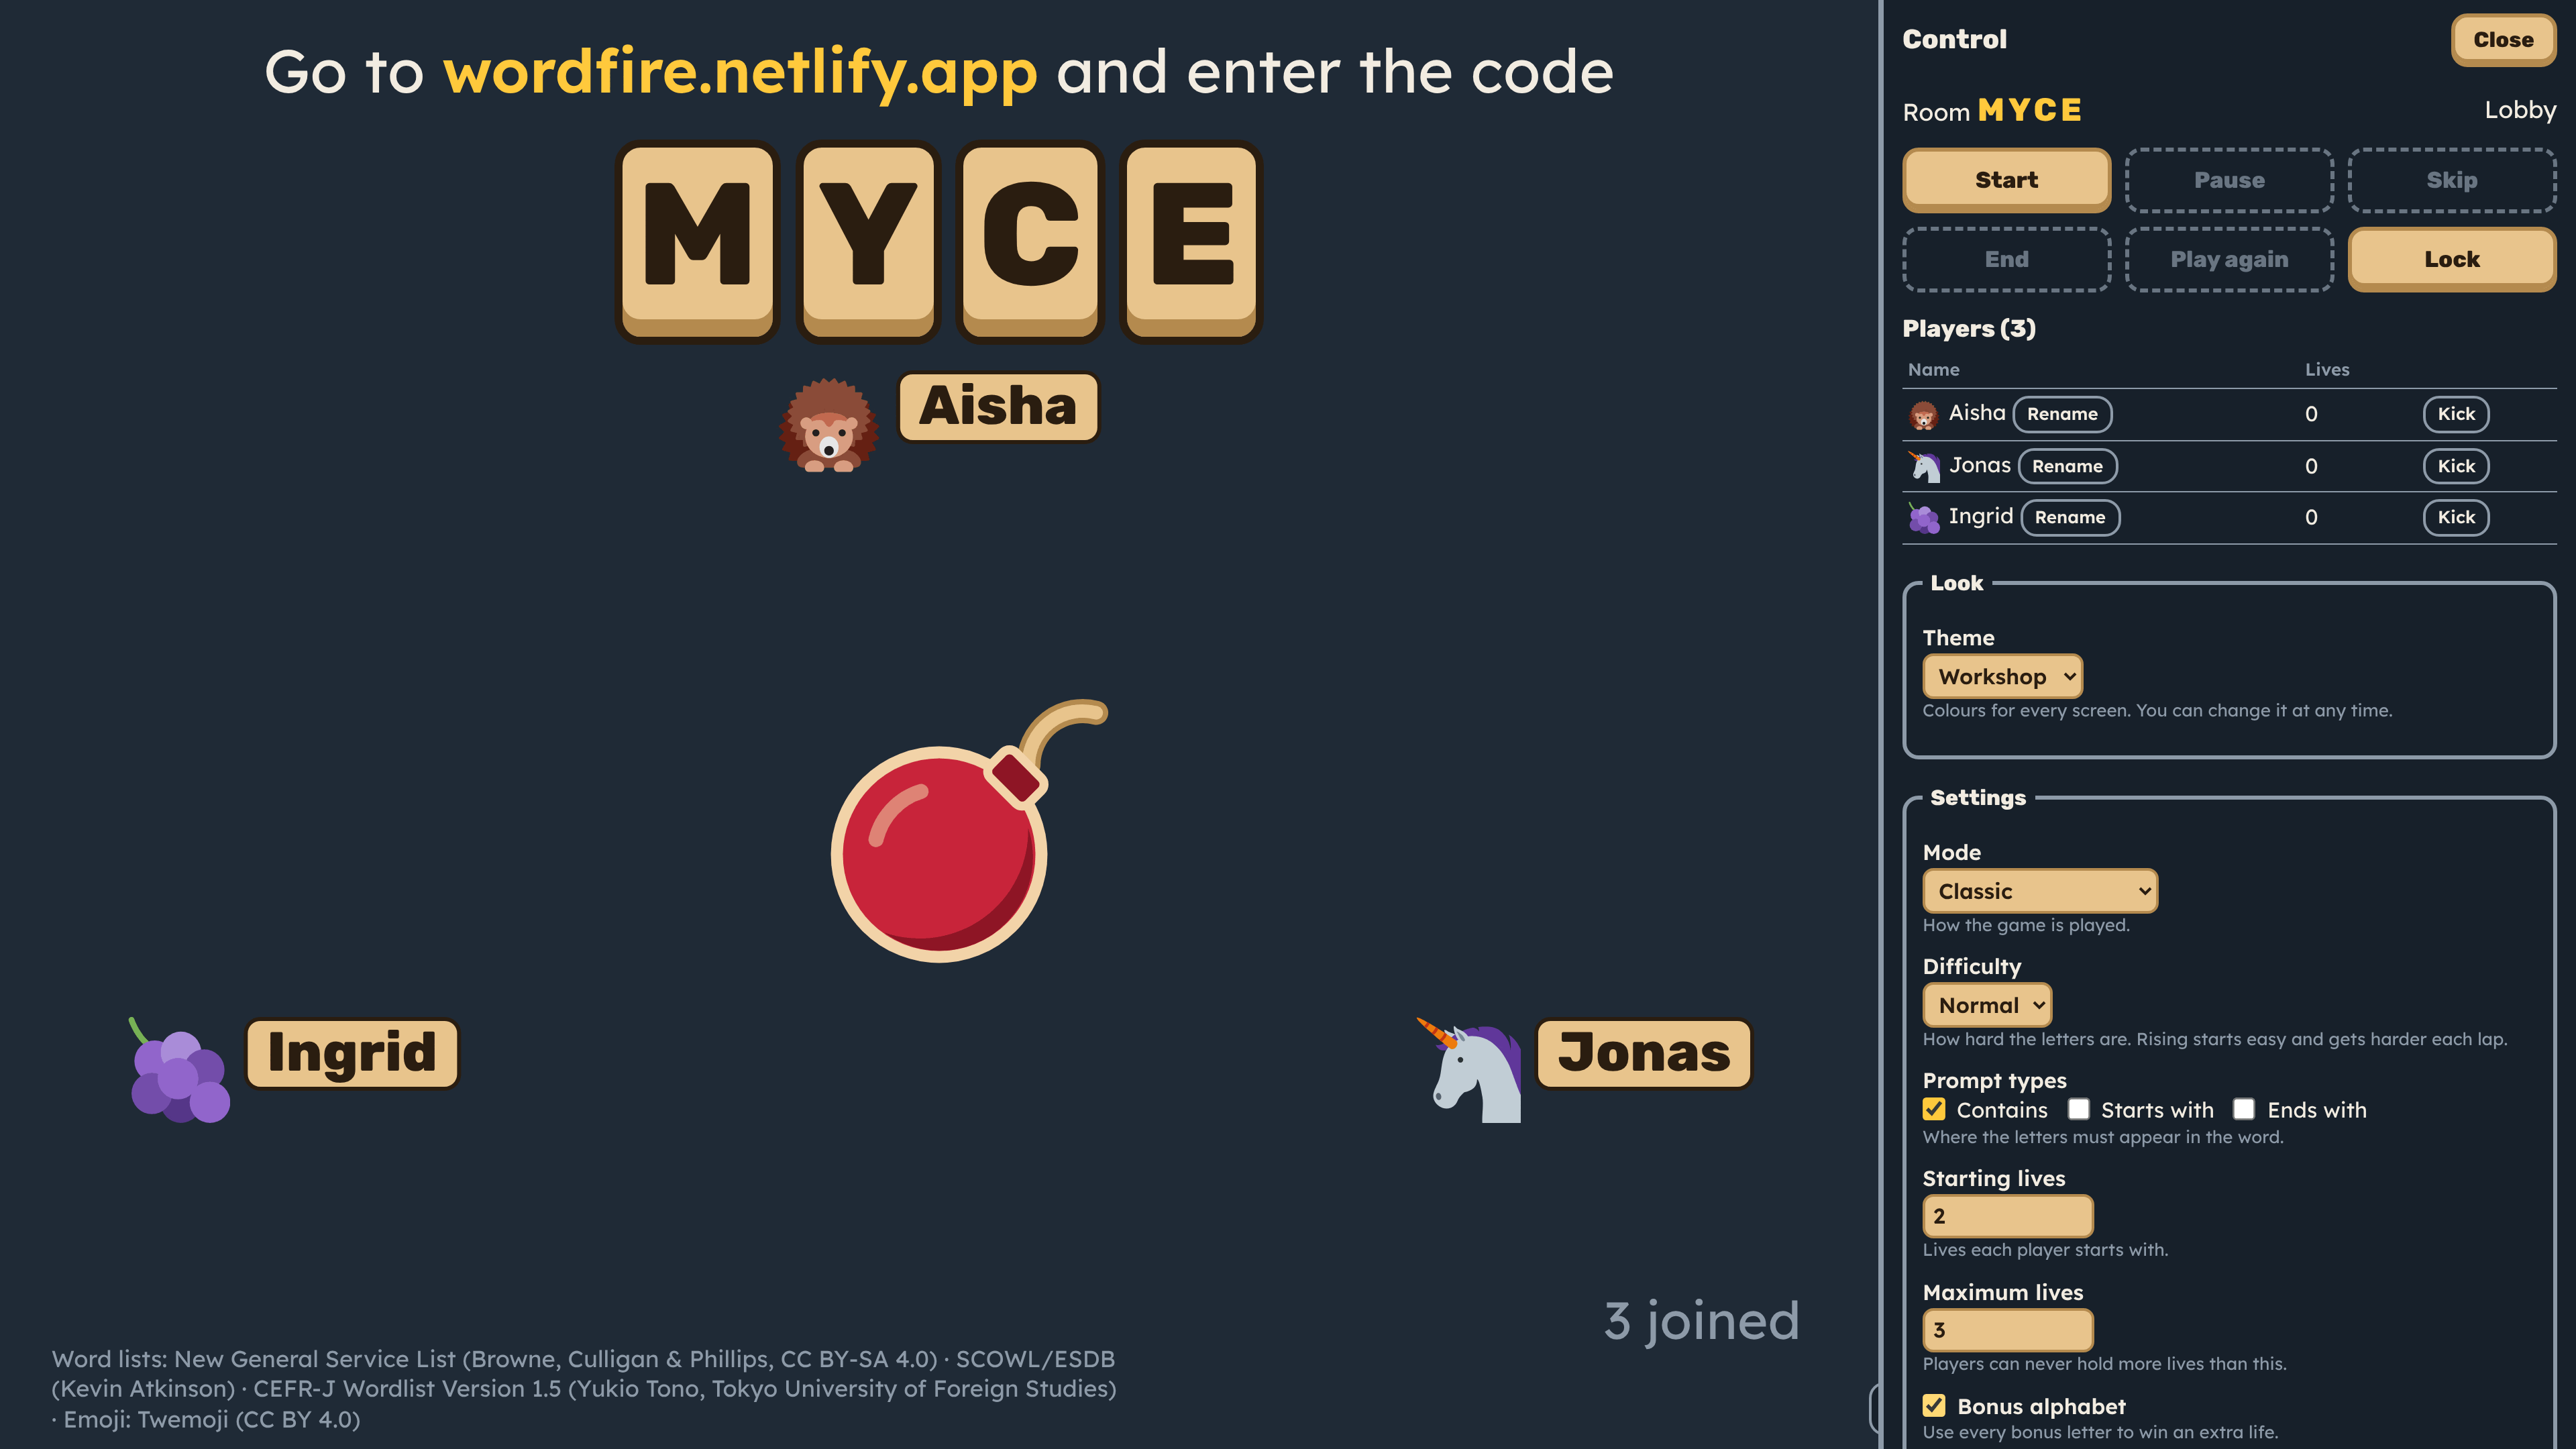 Go to wordfire.netlify.app and enter the code
MYCE
Aisha
Ingrid
Jonas
3 joined
Word lists: New General Service List (Browne, Culligan & Phillips, CC BY-SA 4.0) · SCOWL/ESDB
(Kevin Atkinson) · CEFR-J Wordlist Version 1.5 (Yukio Tono, Tokyo University of Foreign Studies)
· Emoji: Twemoji (CC BY 4.0)
Control
Close
Room MYCE
Lobby
Start
Pause
Skip
End
Play again
Lock
Players (3)
Name Lives
Aisha Rename 0 Kick
Jonas Rename 0 Kick
Ingrid Rename 0 Kick
Look
Theme
Workshop
Colours for every screen. You can change it at any time.
Settings
Mode
Classic
How the game is played.
Difficulty
Normal
How hard the letters are. Rising starts easy and gets harder each lap.
Prompt types
Contains Starts with Ends with
Where the letters must appear in the word.
Starting lives
2
Lives each player starts with.
Maximum lives
3
Players can never hold more lives than this.
Bonus alphabet
Use every bonus letter to win an extra life.